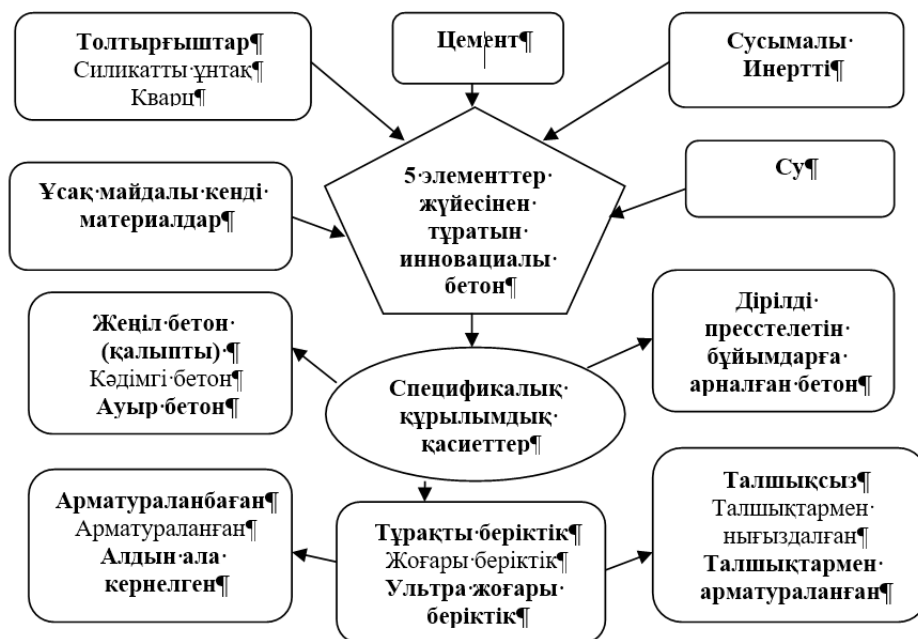 Толтырғыштар¶
Силикатты·ұнтақ¶
Кварц¶
Цемент¶
Сусымалы·
Инертті¶
Ұсақ·майдалы·кенді·
материалдар¶
5·элементтер·
жүйесінен·
тұратын·
инновациалы·
бетон¶
Су¶
Жеңіл·бетон·
(қалыпты)·¶
Кәдімгі·бетон¶
Ауыр·бетон¶
Спецификалық·
құрылымдық·
қасиеттер¶
Дірілді·
пресстелетін·
бұйымдарға·
арналған·бетон¶
Арматураланбаған¶
Арматураланған¶
Алдын·ала·
кернелген¶
Тұрақты·беріктік¶
Жоғары·беріктік¶
Ультра·жоғары·
беріктік¶
Талшықсыз¶
Талшықтармен·
нығыздалған¶
Талшықтармен·
арматураланған¶